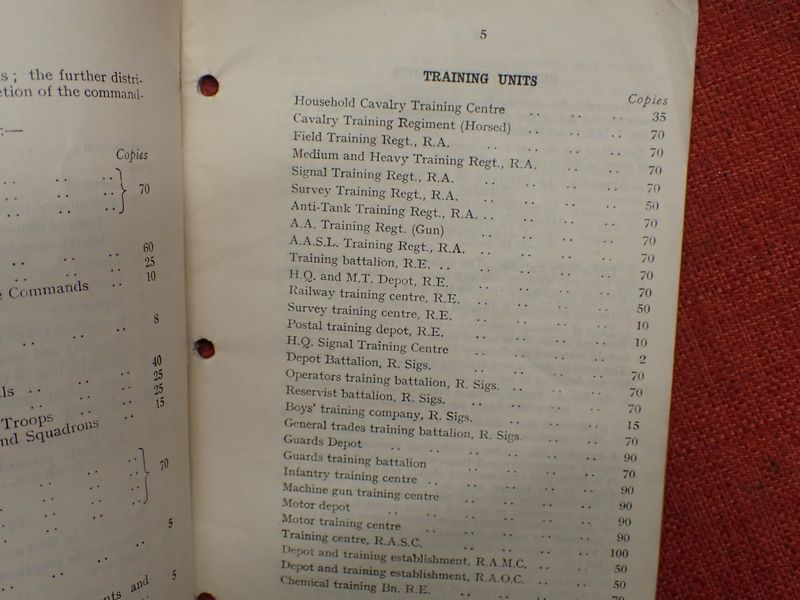 s ; the further distri-
ction of the command-
:—
Copies
.. .. ..
.. .. .. 70
.. .. ..
.. .. 60
.. .. 25
.. .. 10
e Commands ..
.. .. 8
.. .. 40
.. .. 25
ls .. .. 25
.. .. 15
Troops ..
nd Squadrons ..
.. .. 70
.. .. 5
nts and 5
5
TRAINING UNITS
Copies
Household Cavalry Training Centre .. .. .. 35
Cavalry Training Regiment (Horsed) .. .. .. 70
Field Training Regt., R.A. .. .. .. 70
Medium and Heavy Training Regt., R.A. .. .. 70
Signal Training Regt., R.A. .. .. .. 70
Survey Training Regt., R.A. .. .. .. 50
Anti-Tank Training Regt., R.A. .. .. .. 70
A.A. Training Regt. (Gun) .. .. .. 70
A.A.S.L. Training Regt., R.A. .. .. .. 70
Training battalion, R.E. .. .. .. .. 70
H.Q. and M.T. Depot, R.E. .. .. .. 70
Railway training centre, R.E. .. .. .. 50
Survey training centre, R.E. .. .. .. 10
Postal training depot, R.E. .. .. .. 10
H.Q. Signal Training Centre .. .. .. 2
Depot Battalion, R. Sigs. .. .. .. 70
Operators training battalion, R. Sigs. .. .. .. 70
Reservist battalion, R. Sigs. .. .. .. 70
Boys' training company, R. Sigs. .. .. .. 15
General trades training battalion, R. Sigs. .. .. 70
Guards Depot .. .. .. .. 90
Guards training battalion .. .. .. 70
Infantry training centre .. .. .. .. 90
Machine gun training centre .. .. .. 90
Motor depot .. .. .. .. 90
Motor training centre .. .. .. 90
Training centre, R.A.S.C. .. .. .. 100
Depot and training establishment, R.A.M.C. .. .. 50
Depot and training establishment, R.A.O.C. .. .. 50
Chemical training Bn. R.E. .. .. .. 70